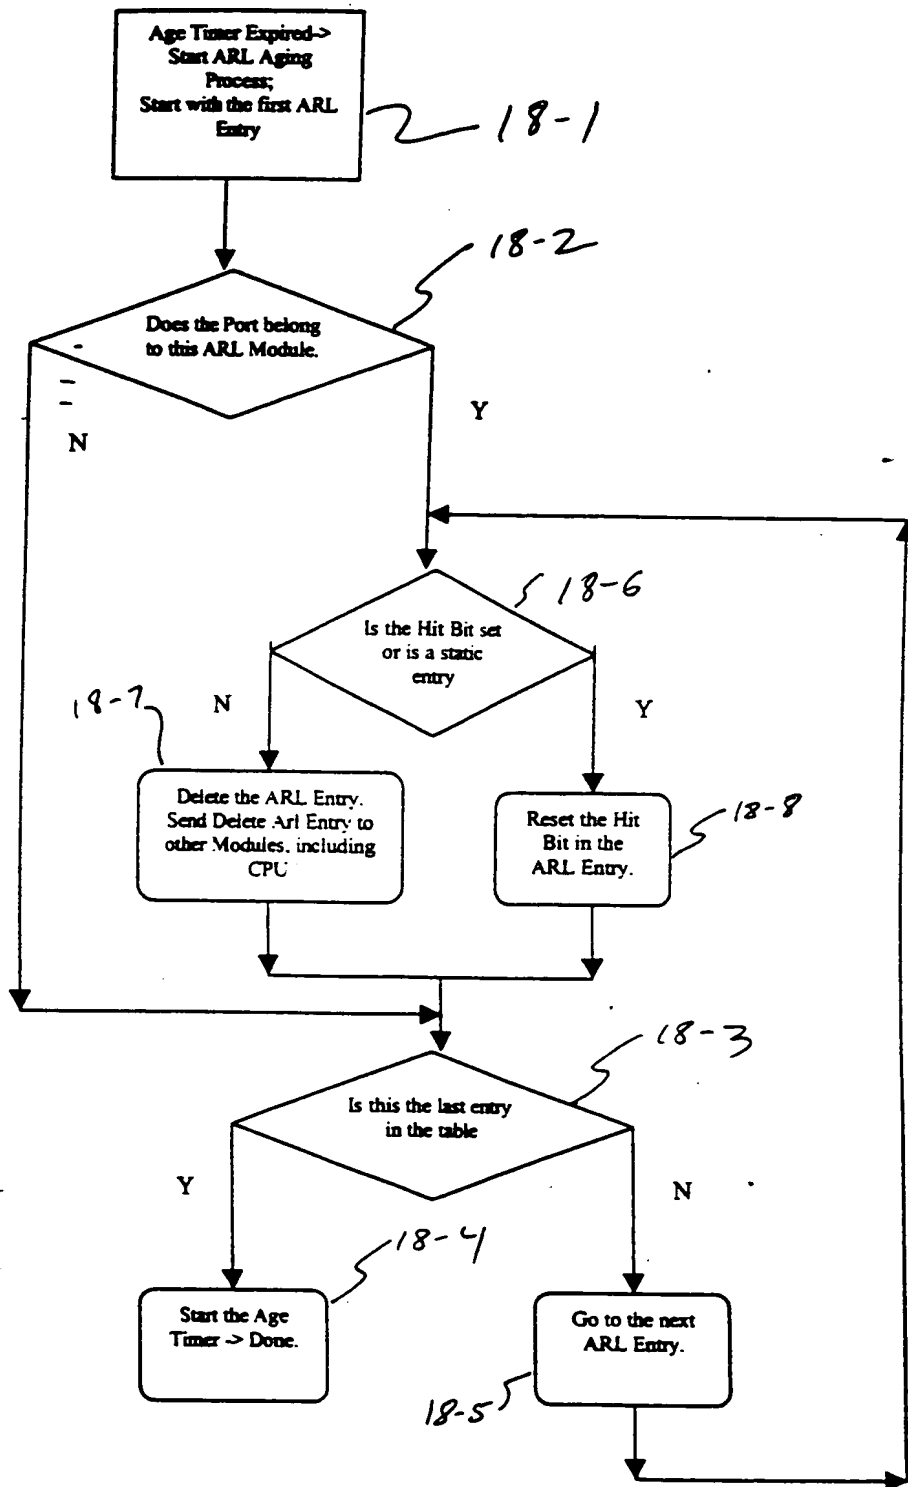 Age Timer Expired->
Start ARL Aging
Process;
Start with the first ARL
Entry
18-1
18-2
Does the Port belong
to this ARL Module.
N
Y
18-6
Is the Hit Bit set
or is a static
entry
18-7
N
Y
Delete the ARL Entry.
Send Delete Arl Entry to
other Modules, including
CPU
Reset the Hit
Bit in the
ARL Entry.
18-8
18-3
Is this the last entry
in the table
Y
N
18-4
Start the Age
Timer -> Done.
Go to the next
ARL Entry.
18-5